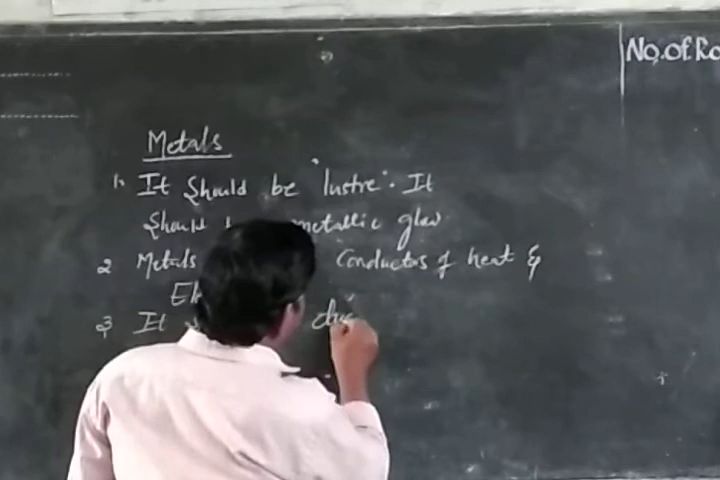 No. of Ro
Metals
1. It should be "lustre". It
should metallic glow
2 Metals Conductors of heat &
El
3 It duc